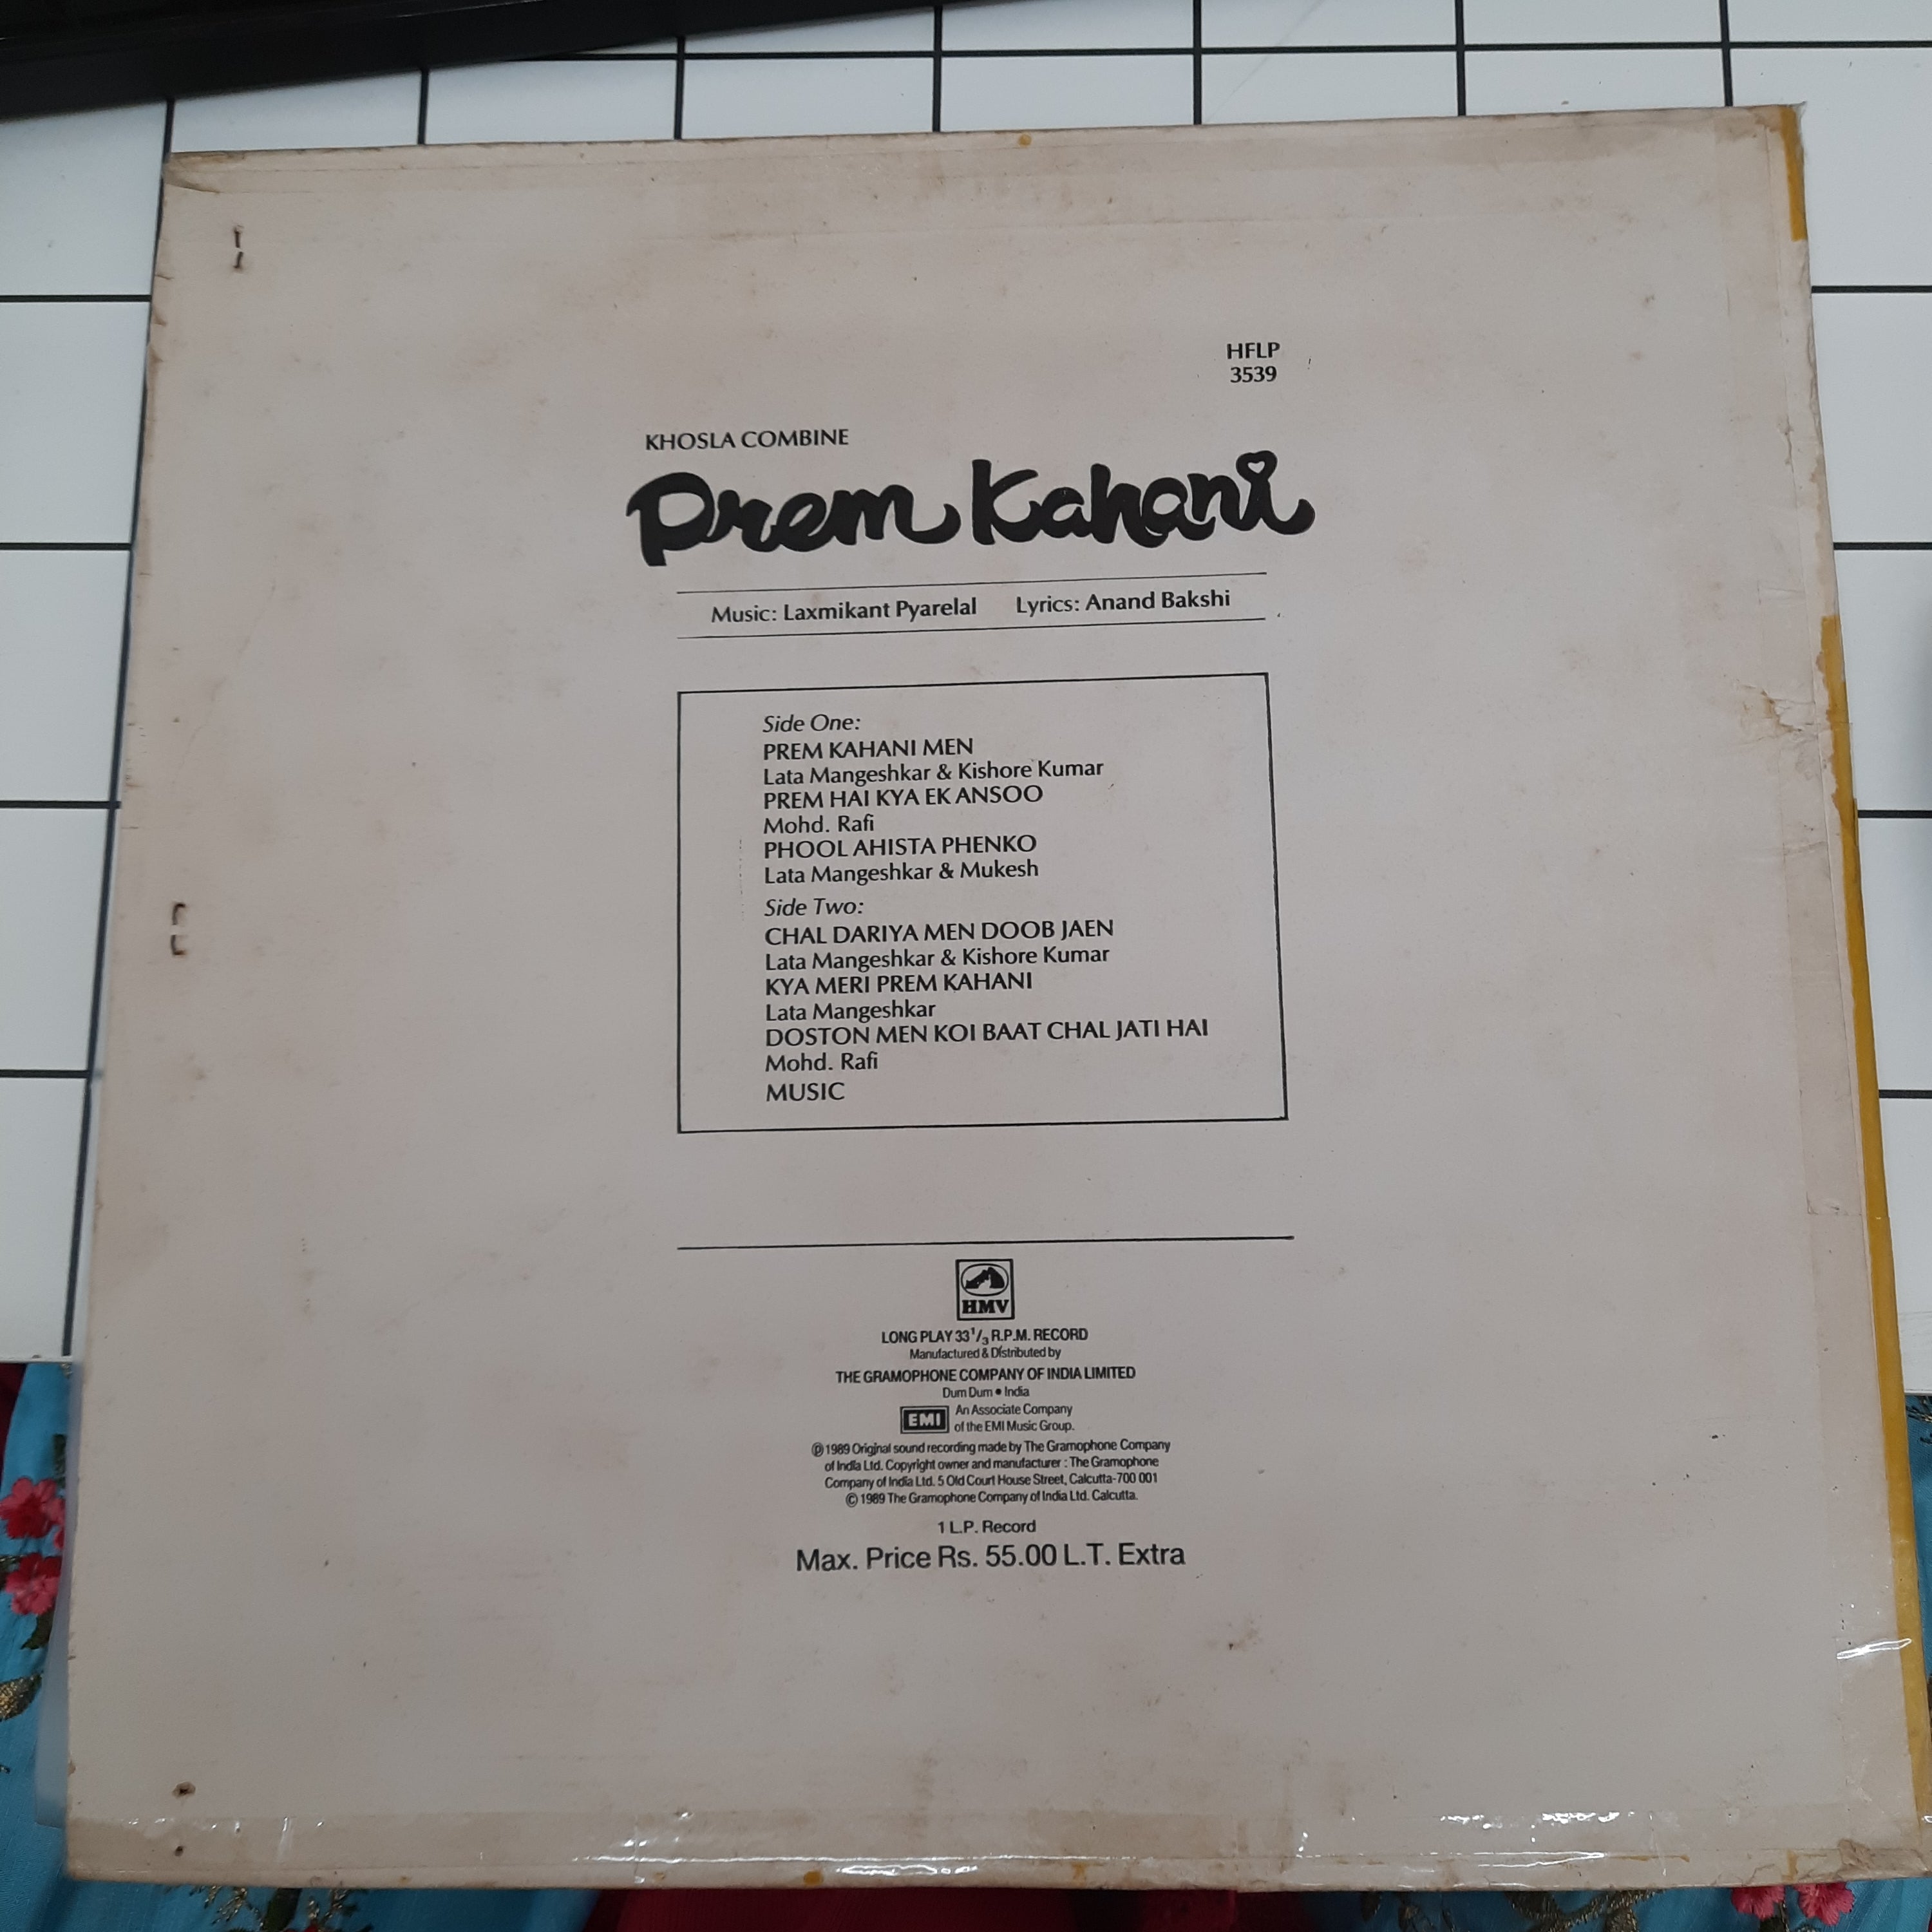 HFLP
3539
KHOSLA COMBINE
Prem Kahani
Music: Laxmikant Pyarelal Lyrics: Anand Bakshi
Side One:
PREM KAHANI MEN
Lata Mangeshkar & Kishore Kumar
PREM HAI KYA EK ANSOO
Mohd. Rafi
PHOOL AHISTA PHENKO
Lata Mangeshkar & Mukesh
Side Two:
CHAL DARIYA MEN DOOB JAEN
Lata Mangeshkar & Kishore Kumar
KYA MERI PREM KAHANI
Lata Mangeshkar
DOSTON MEN KOI BAAT CHAL JATI HAI
Mohd. Rafi
MUSIC
HMV
LONG PLAY 33 1/3 R.P.M. RECORD
Manufactured & Distributed by
THE GRAMOPHONE COMPANY OF INDIA LIMITED
Dum Dum • India
EMI An Associate Company
of the EMI Music Group.
℗ 1989 Original sound recording made by The Gramophone Company
of India Ltd. Copyright owner and manufacturer : The Gramophone
Company of India Ltd. 5 Old Court House Street, Calcutta-700 001
© 1989 The Gramophone Company of India Ltd. Calcutta.
1 L.P. Record
Max. Price Rs. 55.00 L.T. Extra